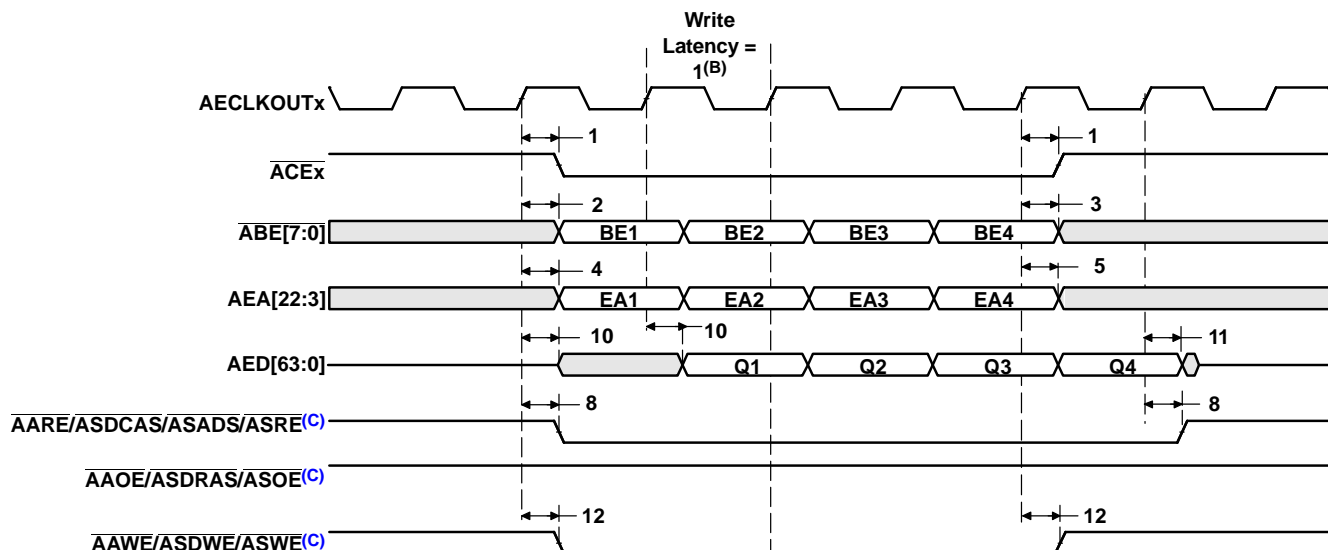 Write
Latency =
1(B)
AECLKOUTx
1 1
ACEx
2 3
ABE[7:0] BE1 BE2 BE3 BE4
4 5
AEA[22:3] EA1 EA2 EA3 EA4
10 10 11
AED[63:0] Q1 Q2 Q3 Q4
8 8
AARE/ASDCAS/ASADS/ASRE(C)
AAOE/ASDRAS/ASOE(C)
12 12
AAWE/ASDWE/ASWE(C)